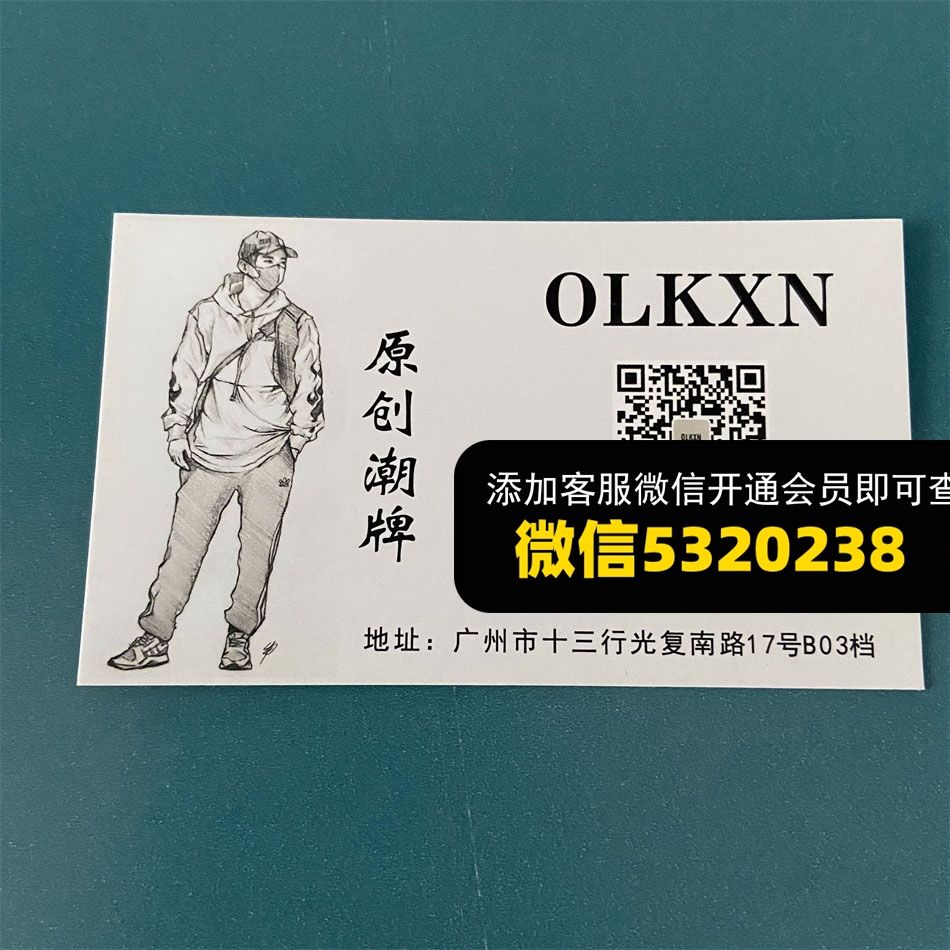 OLKXN
原创潮牌
OLKXN
添加客服微信开通会员即可查
微信5320238
地址：广州市十三行光复南路17号B03档